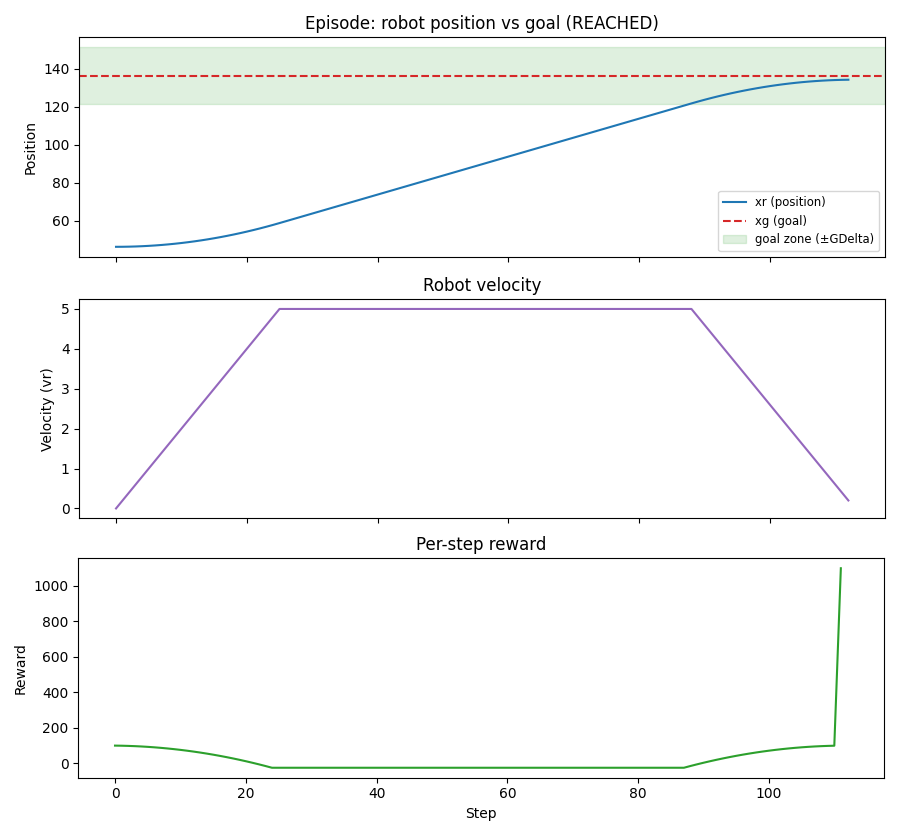 Episode: robot position vs goal (REACHED)
140
120
100
80
60
Position
xr (position)
xg (goal)
goal zone (±GDelta)
Robot velocity
5
4
3
2
1
0
Velocity (vr)
Per-step reward
1000
800
600
400
200
0
Reward
0 20 40 60 80 100
Step